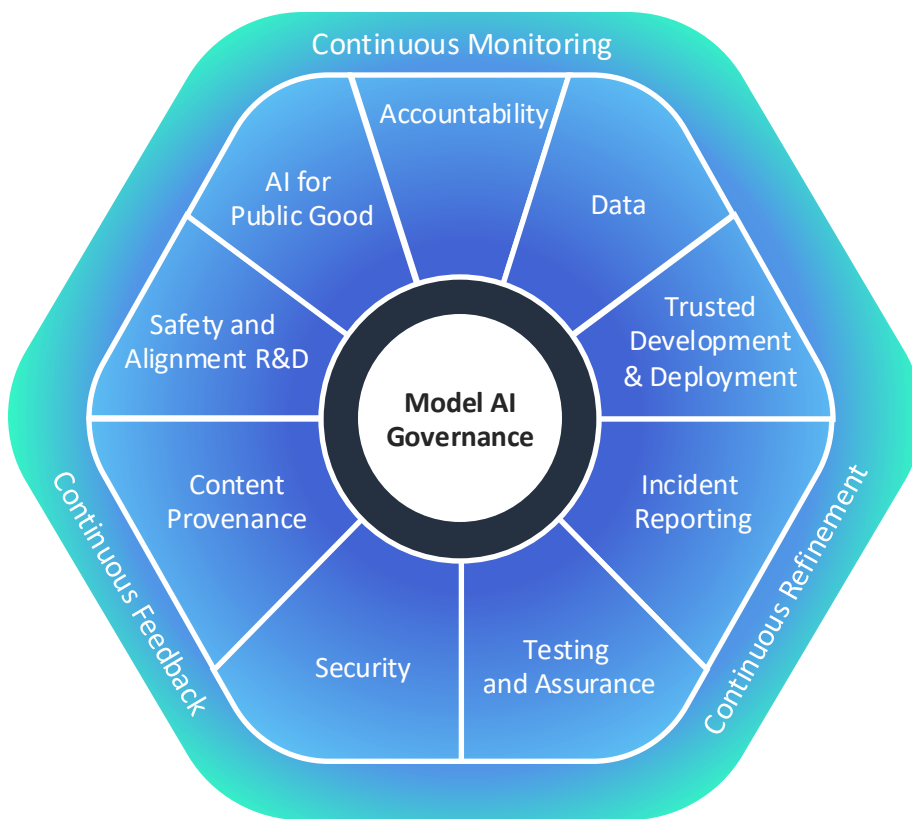 Continuous Monitoring
Accountability
AI for
Public Good
Data
Safety and
Alignment R&D
Trusted
Development
& Deployment
Model AI
Governance
Content
Provenance
Incident
Reporting
Security
Testing
and Assurance
Continuous Feedback
Continuous Refinement